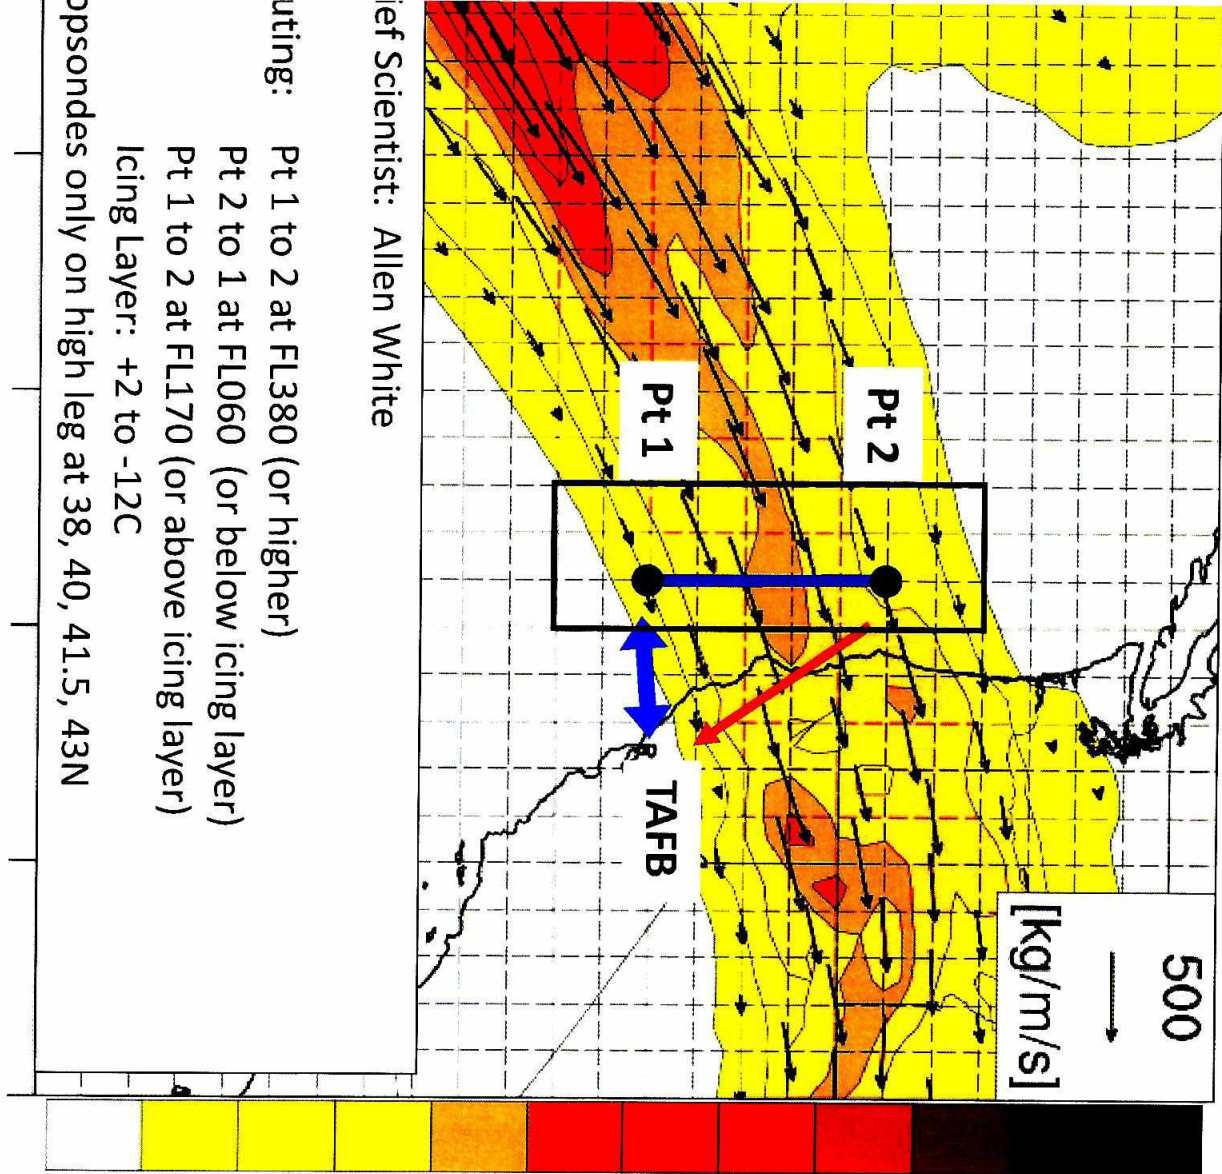 500
[kg/m/s]
Pt 2
Pt 1
TAFB
ief Scientist: Allen White
uting: Pt 1 to 2 at FL380 (or higher)
Pt 2 to 1 at FL060 (or below icing layer)
Pt 1 to 2 at FL170 (or above icing layer)
Icing Layer: +2 to -12C
opsondes only on high leg at 38, 40, 41.5, 43N